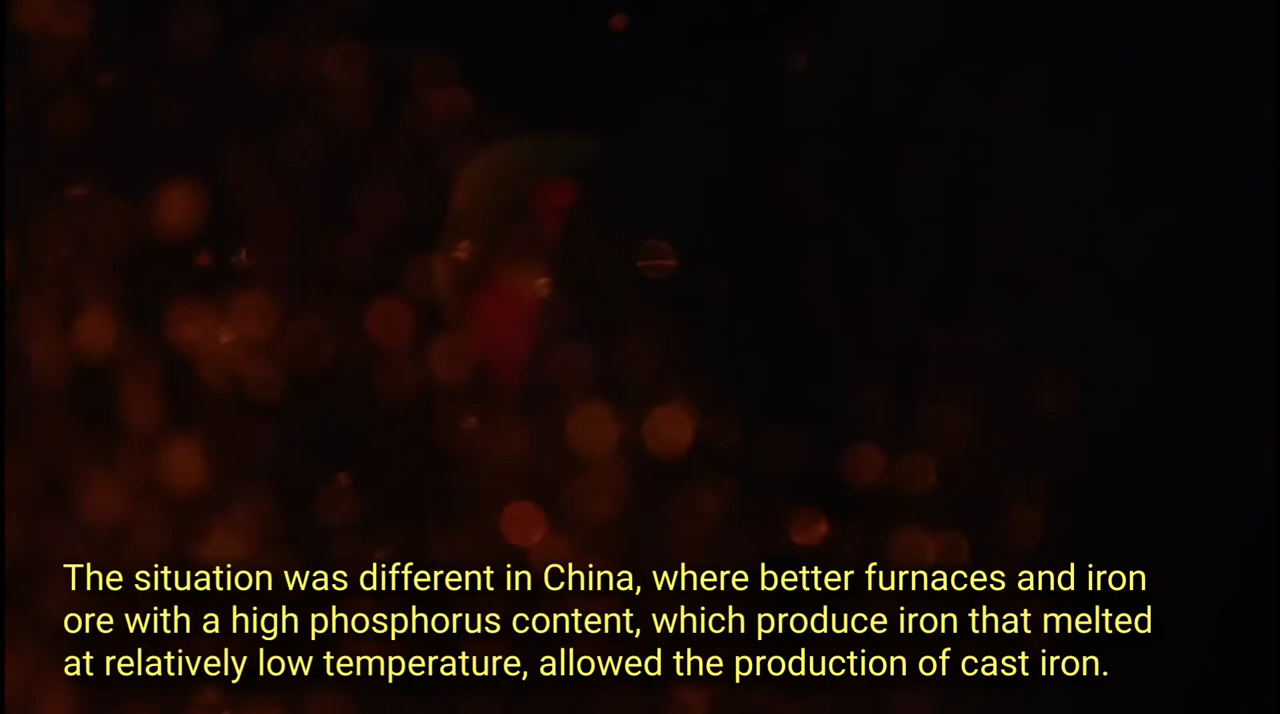 The situation was different in China, where better furnaces and iron
ore with a high phosphorus content, which produce iron that melted
at relatively low temperature, allowed the production of cast iron.